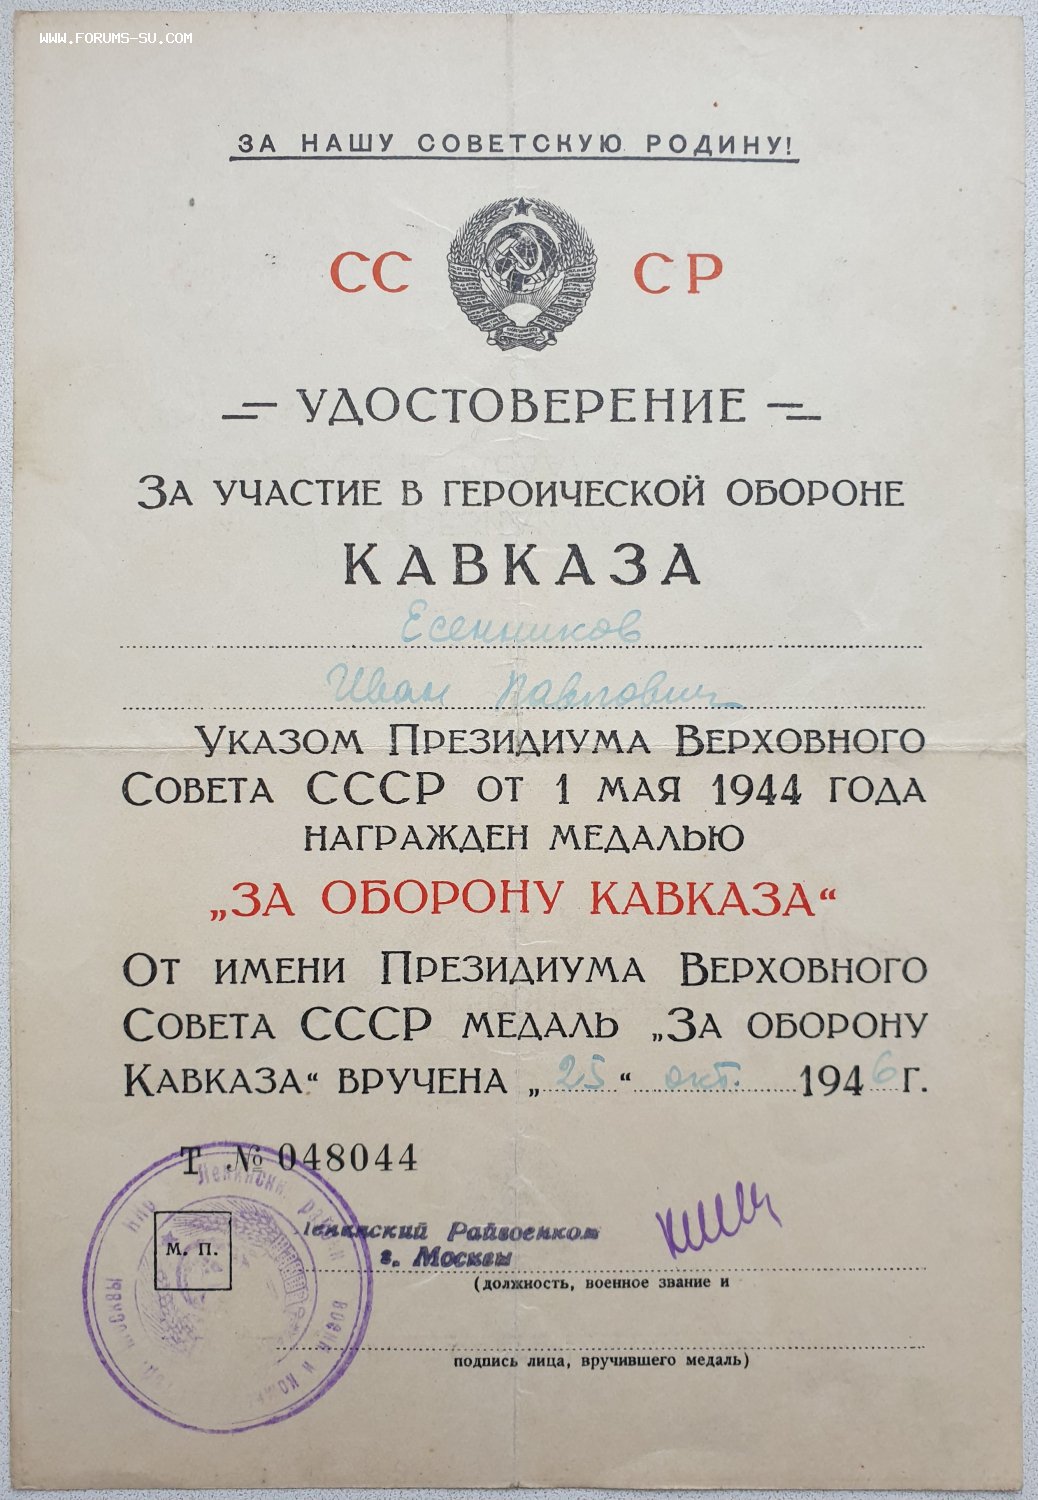 WWW.FORUMS-SU.COM
ЗА НАШУ СОВЕТСКУЮ РОДИНУ!
СС СР
УДОСТОВЕРЕНИЕ
ЗА УЧАСТИЕ В ГЕРОИЧЕСКОЙ ОБОРОНЕ
КАВКАЗА
Есенников
Иван Павлович
УКАЗОМ ПРЕЗИДИУМА ВЕРХОВНОГО
СОВЕТА СССР ОТ 1 МАЯ 1944 ГОДА
НАГРАЖДЕН МЕДАЛЬЮ
„ЗА ОБОРОНУ КАВКАЗА“
ОТ ИМЕНИ ПРЕЗИДИУМА ВЕРХОВНОГО
СОВЕТА СССР МЕДАЛЬ „ЗА ОБОРОНУ
КАВКАЗА“ ВРУЧЕНА „25“ окт. 1946 Г.
Т № 048044
Ленинский Райвоенком
г. Москвы
М. П.
(должность, военное звание и
подпись лица, вручившего медаль)